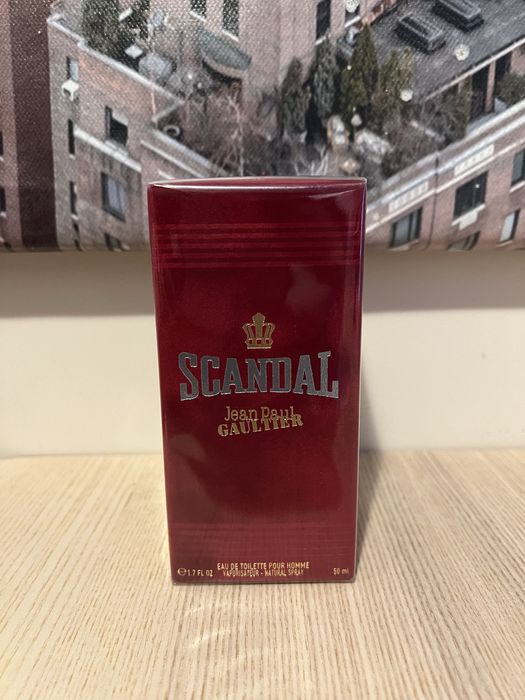 SCANDAL
Jean Paul
GAULTIER
EAU DE TOILETTE POUR HOMME
℮1.7 FL OZ VAPORISATEUR - NATURAL SPRAY 50 ml